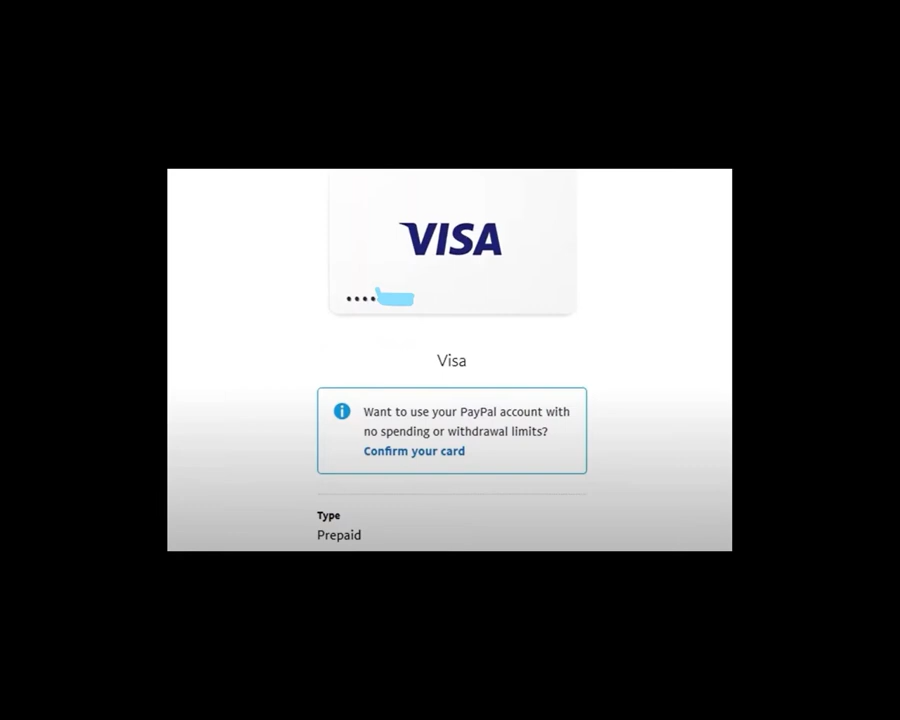 VISA
••••
Visa
Want to use your PayPal account with
no spending or withdrawal limits?
Confirm your card
Type
Prepaid